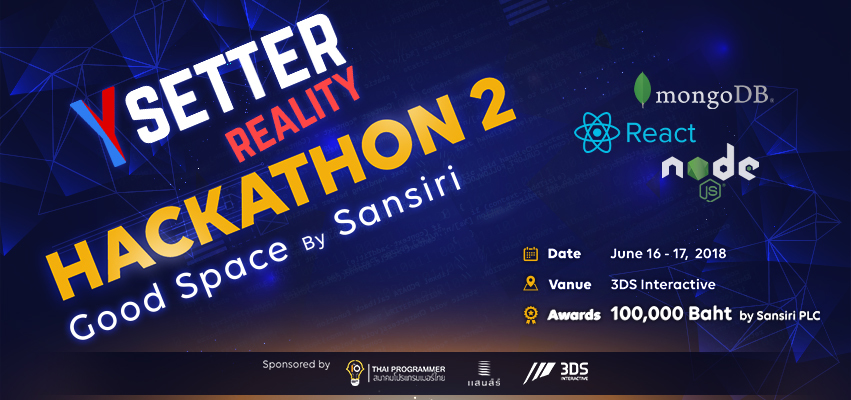 Y SETTER
REALITY
HACKATHON 2
Good Space By Sansiri
mongoDB®
React
node
JS®
Date June 16 - 17, 2018
Vanue 3DS Interactive
Awards 100,000 Baht by Sansiri PLC
Sponsored by
THAI PROGRAMMER
สมาคมโปรแกรมเมอร์ไทย
แสนสิริ
3DS
INTERACTIVE